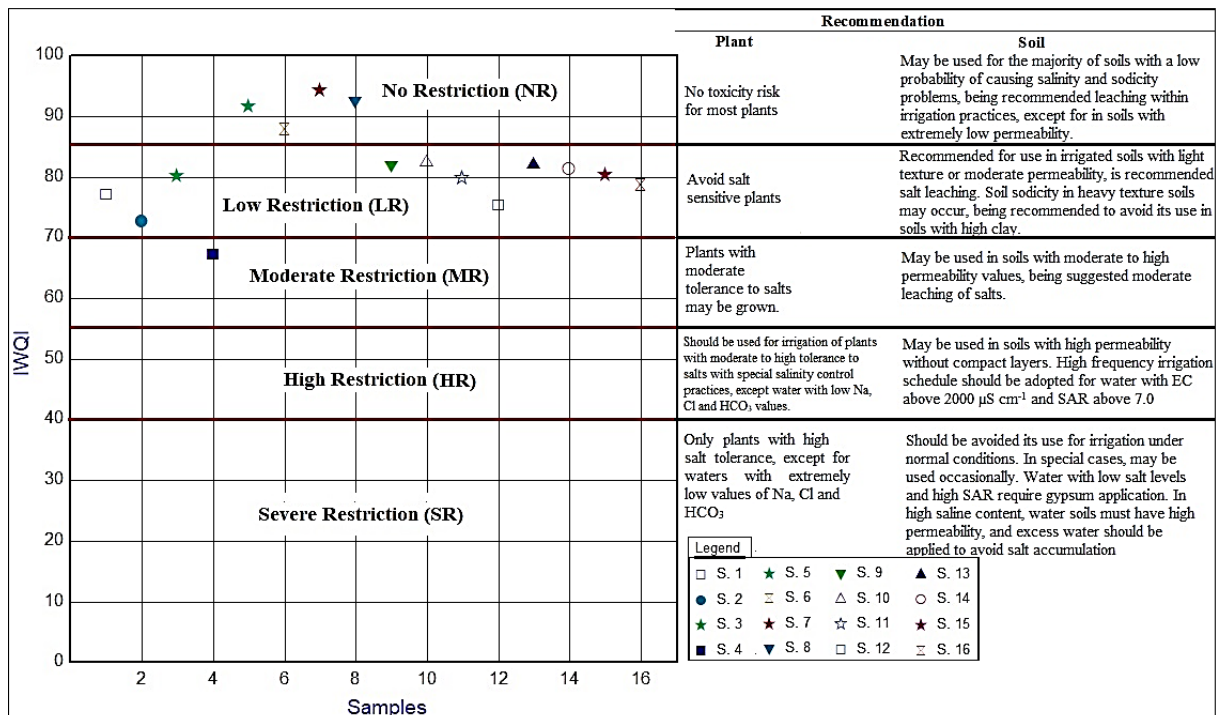 Recommendation
Plant
Soil
100
90
80
70
60
50
40
30
20
10
0
IWQI
2
4
6
8
10
12
14
16
Samples
No Restriction (NR)
Low Restriction (LR)
Moderate Restriction (MR)
High Restriction (HR)
Severe Restriction (SR)
No toxicity risk
for most plants
May be used for the majority of soils with a low
probability of causing salinity and sodicity
problems, being recommended leaching within
irrigation practices, except for in soils with
extremely low permeability.
Avoid salt
sensitive plants
Recommended for use in irrigated soils with light
texture or moderate permeability, is recommended
salt leaching. Soil sodicity in heavy texture soils
may occur, being recommended to avoid its use in
soils with high clay.
Plants with
moderate
tolerance to salts
may be grown.
May be used in soils with moderate to high
permeability values, being suggested moderate
leaching of salts.
Should be used for irrigation of plants
with moderate to high tolerance to
salts with special salinity control
practices, except water with low Na,
Cl and HCO₃ values.
May be used in soils with high permeability
without compact layers. High frequency irrigation
schedule should be adopted for water with EC
above 2000 µS cm⁻¹ and SAR above 7.0
Only plants with high
salt tolerance, except for
waters with extremely
low values of Na, Cl and
HCO₃
Should be avoided its use for irrigation under
normal conditions. In special cases, may be
used occasionally. Water with low salt levels
and high SAR require gypsum application. In
high saline content, water soils must have high
permeability, and excess water should be
applied to avoid salt accumulation
Legend
S. 1
S. 5
S. 9
S. 13
S. 2
S. 6
S. 10
S. 14
S. 3
S. 7
S. 11
S. 15
S. 4
S. 8
S. 12
S. 16